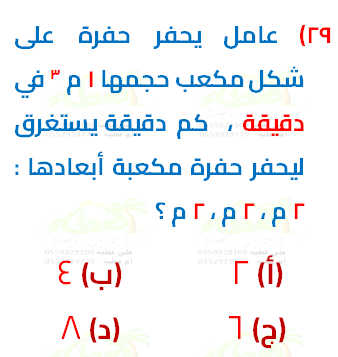 ٢٩) عامل يحفر حفرة على
شكل مكعب حجمها ١ م ٣ في
دقيقة ، كم دقيقة يستغرق
ليحفر حفرة مكعبة أبعادها :
٢ م ، ٢ م ، ٢ م ؟
(أ) ٢ (ب) ٤
(ج) ٦ (د) ٨